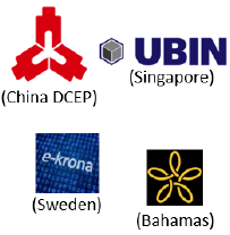 UBIN
(Singapore)
(China DCEP)
e-krona
(Sweden)
(Bahamas)